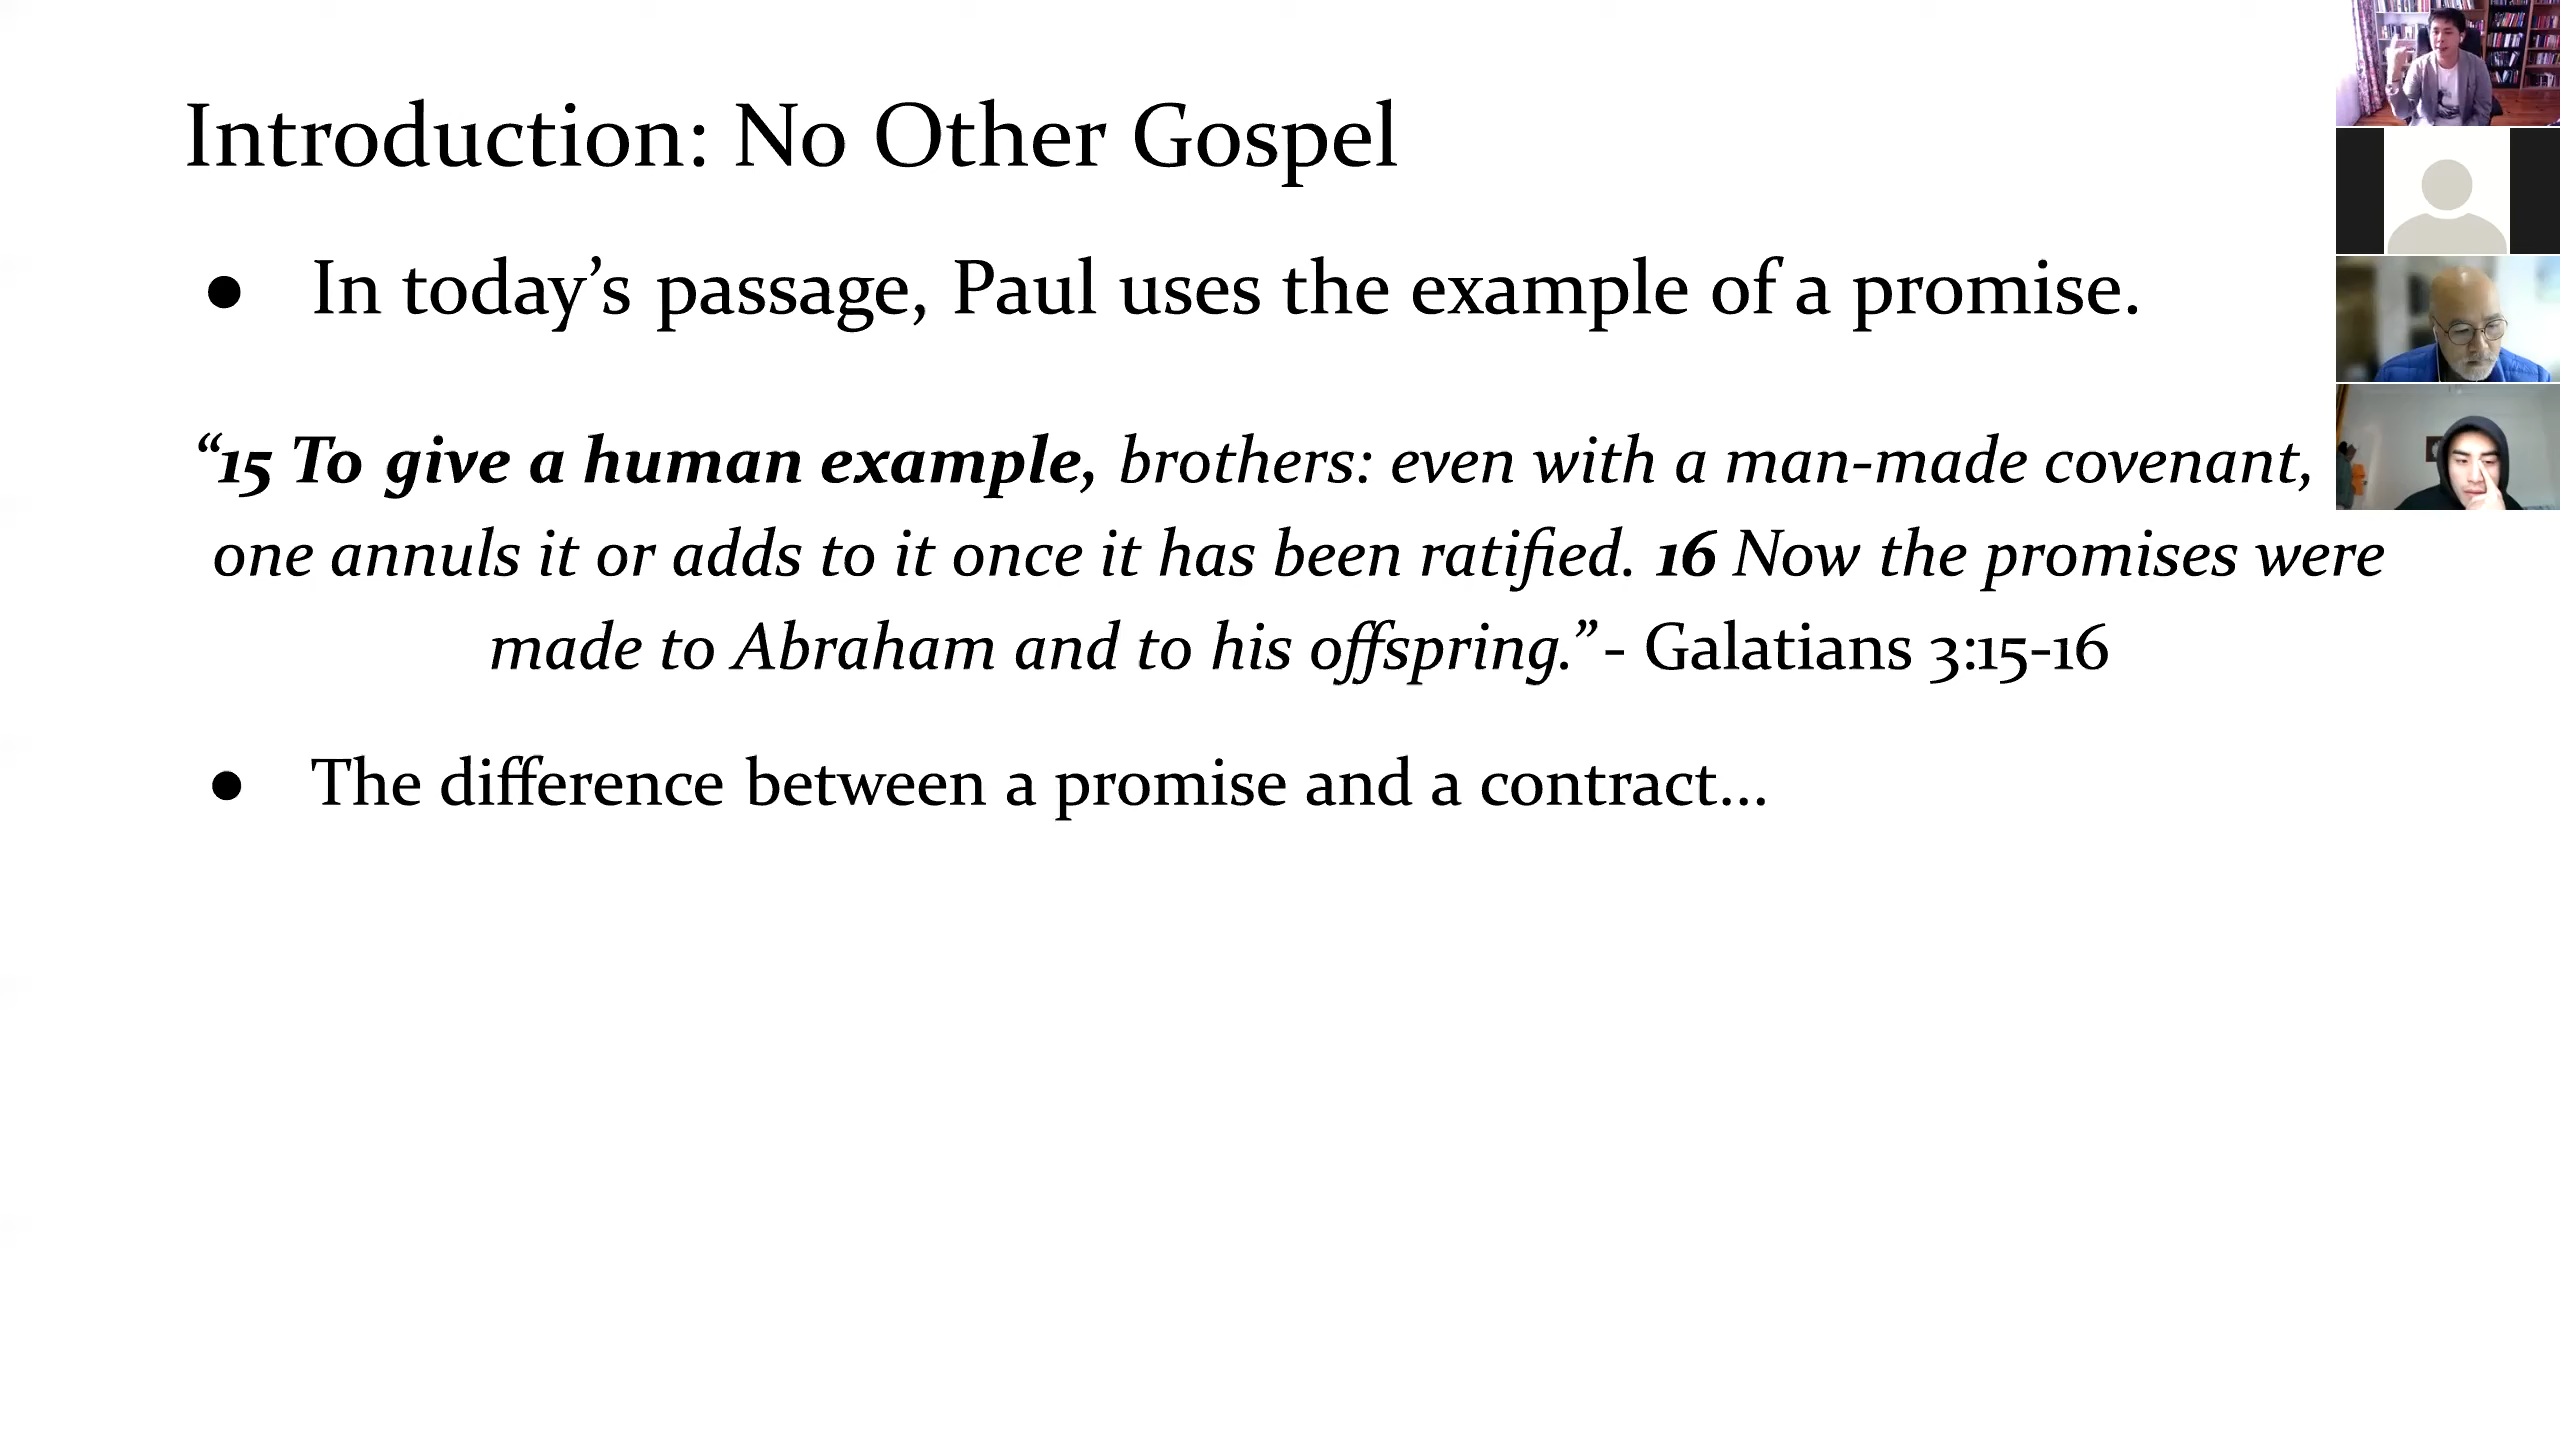 Introduction: No Other Gospel
● In today’s passage, Paul uses the example of a promise.
“15 To give a human example, brothers: even with a man-made covenant,
one annuls it or adds to it once it has been ratified. 16 Now the promises were
made to Abraham and to his offspring.” - Galatians 3:15-16
● The difference between a promise and a contract...